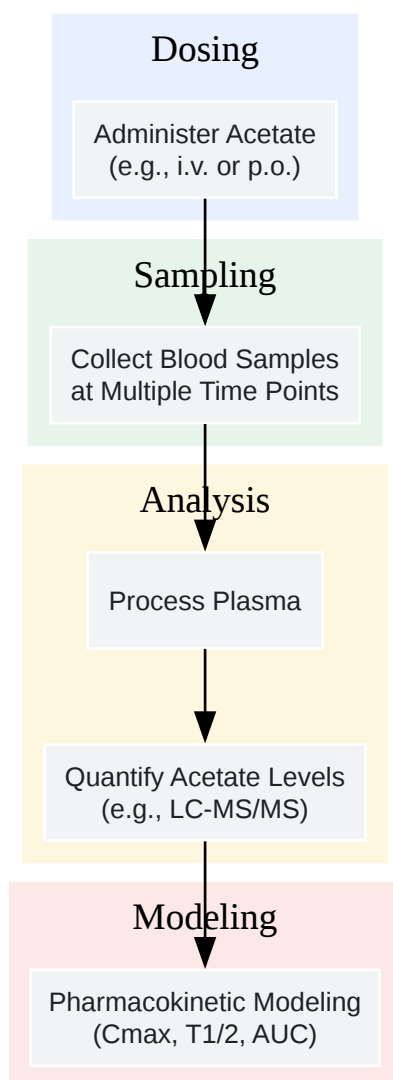 Dosing
Administer Acetate
(e.g., i.v. or p.o.)
Sampling
Collect Blood Samples
at Multiple Time Points
Analysis
Process Plasma
Quantify Acetate Levels
(e.g., LC-MS/MS)
Modeling
Pharmacokinetic Modeling
(Cmax, T1/2, AUC)